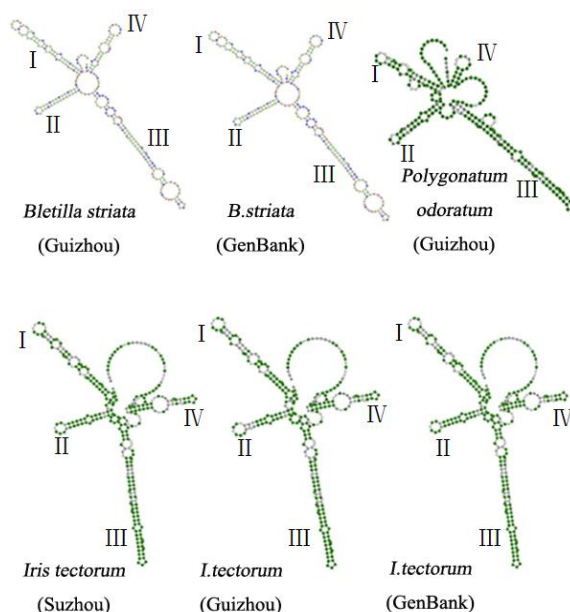 I
IV
II
III
Bletilla striata
(Guizhou)
I
IV
II
III
B.striata
(GenBank)
I
IV
II
III
Polygonatum
odoratum
(Guizhou)
I
II
IV
III
Iris tectorum
(Suzhou)
I
II
IV
III
I.tectorum
(Guizhou)
I
II
IV
III
I.tectorum
(GenBank)